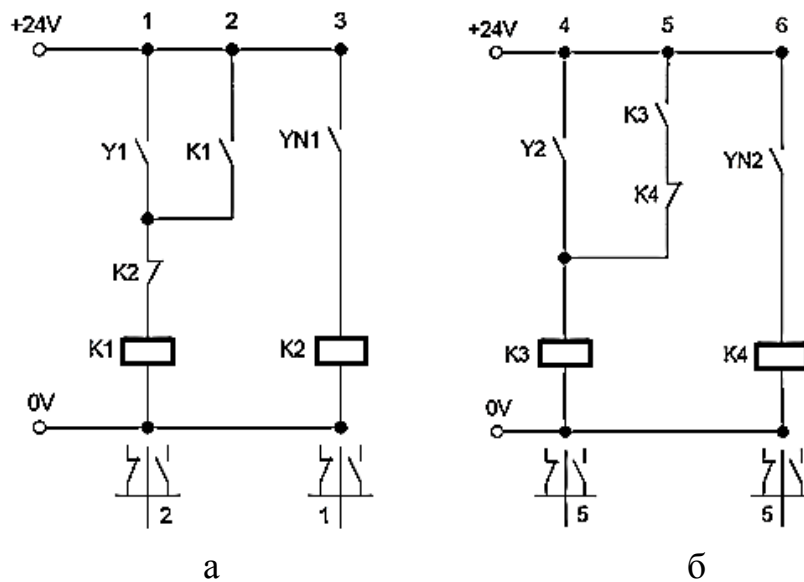 1 2 3
+24V
Y1 K1 YN1
K2
K1 K2
0V
2 1
а
4 5 6
+24V
K3
Y2 YN2
K4
K3 K4
0V
5 5
б